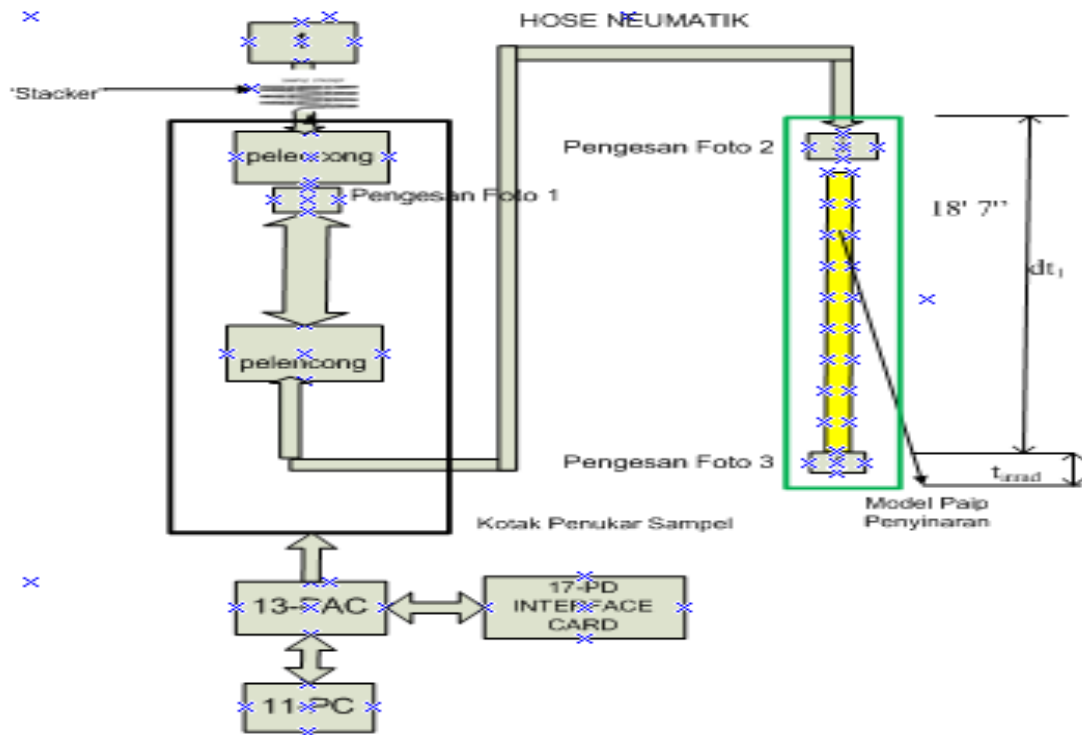 HOSE NEUMATIK
'Stacker'
pelencong
Pengesan Foto 1
Pengesan Foto 2
18' 7''
dt₁
pelencong
Pengesan Foto 3
tirrad
Model Paip
Penyinaran
Kotak Penukar Sampel
13-PAC
17-PD
INTERFACE
CARD
11-PC